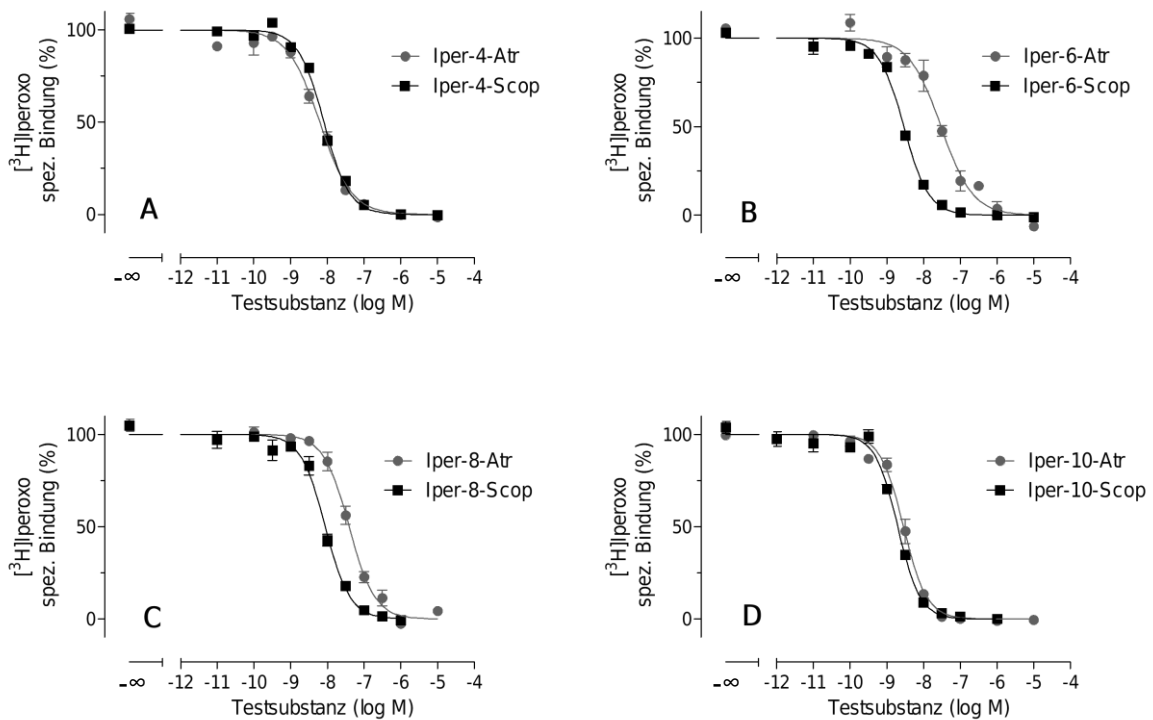 [³H]Iperoxo
spez. Bindung (%)
100
50
0
A
Iper-4-Atr
Iper-4-Scop
-∞ -12 -11 -10 -9 -8 -7 -6 -5 -4
Testsubstanz (log M)
[³H]Iperoxo
spez. Bindung (%)
100
50
0
B
Iper-6-Atr
Iper-6-Scop
-∞ -12 -11 -10 -9 -8 -7 -6 -5 -4
Testsubstanz (log M)
[³H]Iperoxo
spez. Bindung (%)
100
50
0
C
Iper-8-Atr
Iper-8-Scop
-∞ -12 -11 -10 -9 -8 -7 -6 -5 -4
Testsubstanz (log M)
[³H]Iperoxo
spez. Bindung (%)
100
50
0
D
Iper-10-Atr
Iper-10-Scop
-∞ -12 -11 -10 -9 -8 -7 -6 -5 -4
Testsubstanz (log M)